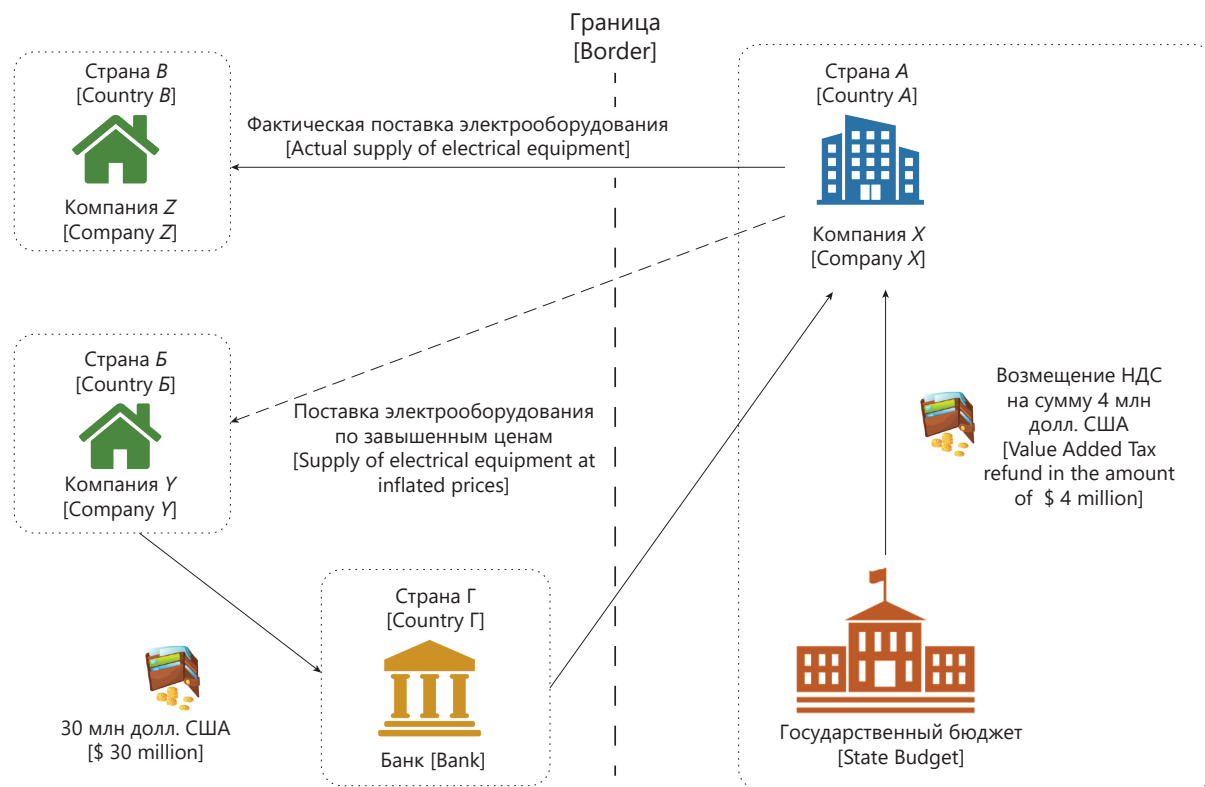 Граница
[Border]
Страна В
[Country B]
Компания Z
[Company Z]
Фактическая поставка электрооборудования
[Actual supply of electrical equipment]
Страна А
[Country A]
Компания X
[Company X]
Страна Б
[Country Б]
Компания Y
[Company Y]
Поставка электрооборудования
по завышенным ценам
[Supply of electrical equipment at
inflated prices]
Возмещение НДС
на сумму 4 млн
долл. США
[Value Added Tax
refund in the amount
of $ 4 million]
30 млн долл. США
[$ 30 million]
Страна Г
[Country Г]
Банк [Bank]
Государственный бюджет
[State Budget]